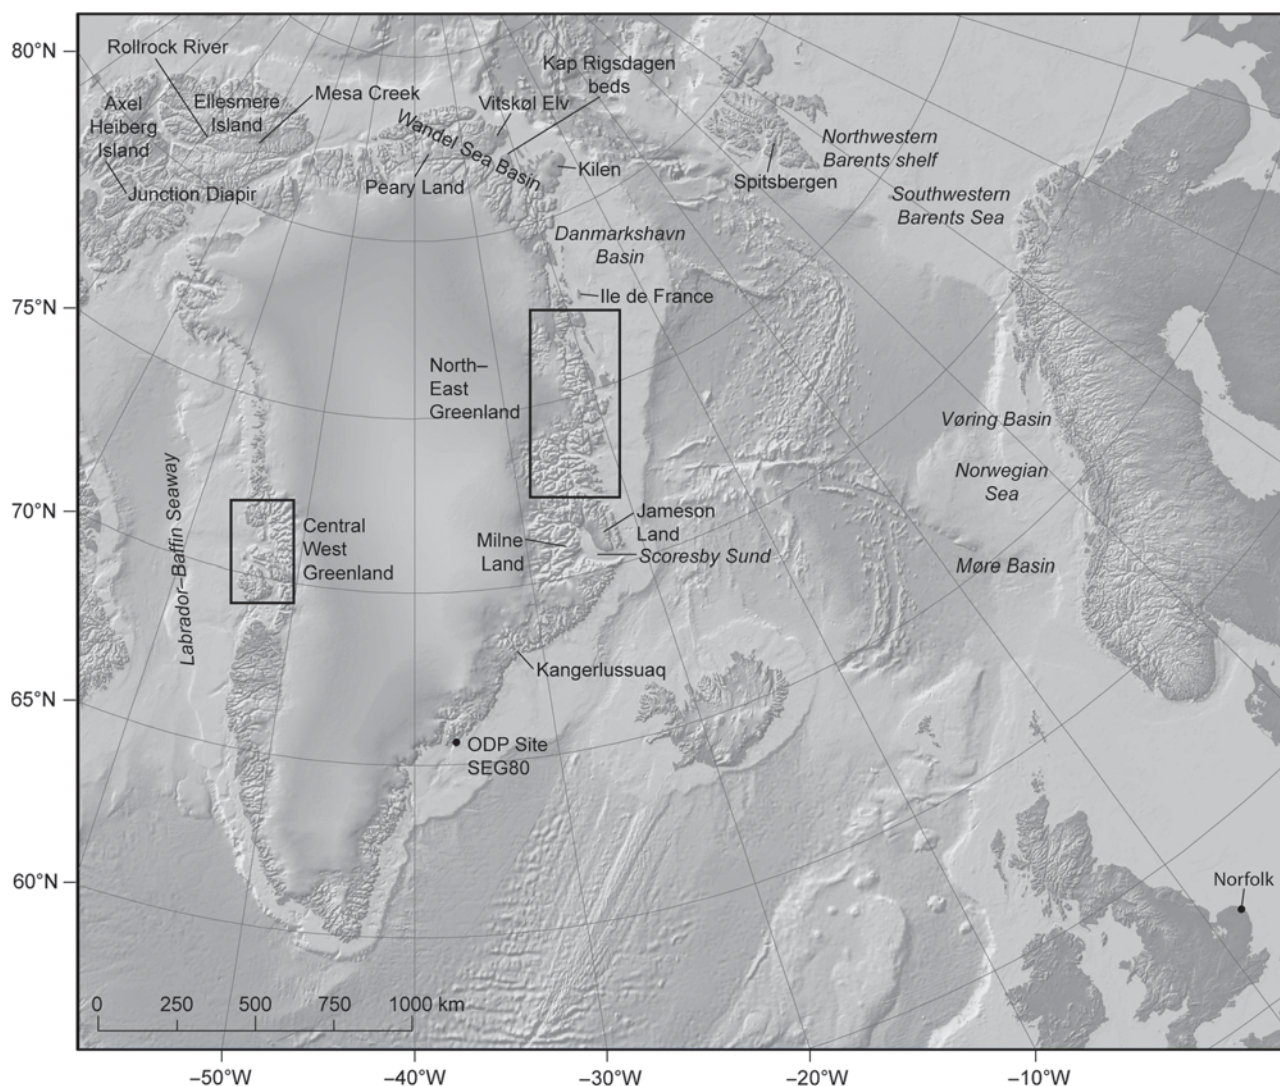 80°N
Rollrock River
Kap Rigsdagen
beds
Axel
Heiberg
Island
Ellesmere
Island
Mesa Creek
Vitskøl Elv
Wandel Sea Basin
Northwestern
Barents shelf
Junction Diapir
Peary Land
Kilen
Spitsbergen
Southwestern
Barents Sea
Danmarkshavn
Basin
75°N
Ile de France
North–
East
Greenland
Vøring Basin
Norwegian
Sea
Labrador–Baffin Seaway
70°N
Central
West
Greenland
Milne
Land
Jameson
Land
Scoresby Sund
Møre Basin
Kangerlussuaq
65°N
ODP Site
SEG80
60°N
Norfolk
0 250 500 750 1000 km
–50°W –40°W –30°W –20°W –10°W